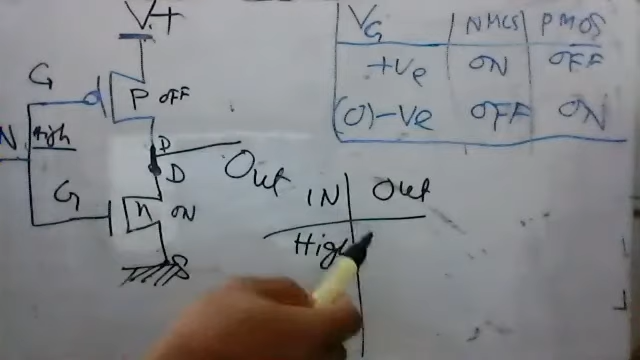 V+
G
P OFF
N
High
D
D
Out
G
n ON
S
VG NMOS PMOS
+Ve ON OFF
(0)-Ve OFF ON
IN Out
High